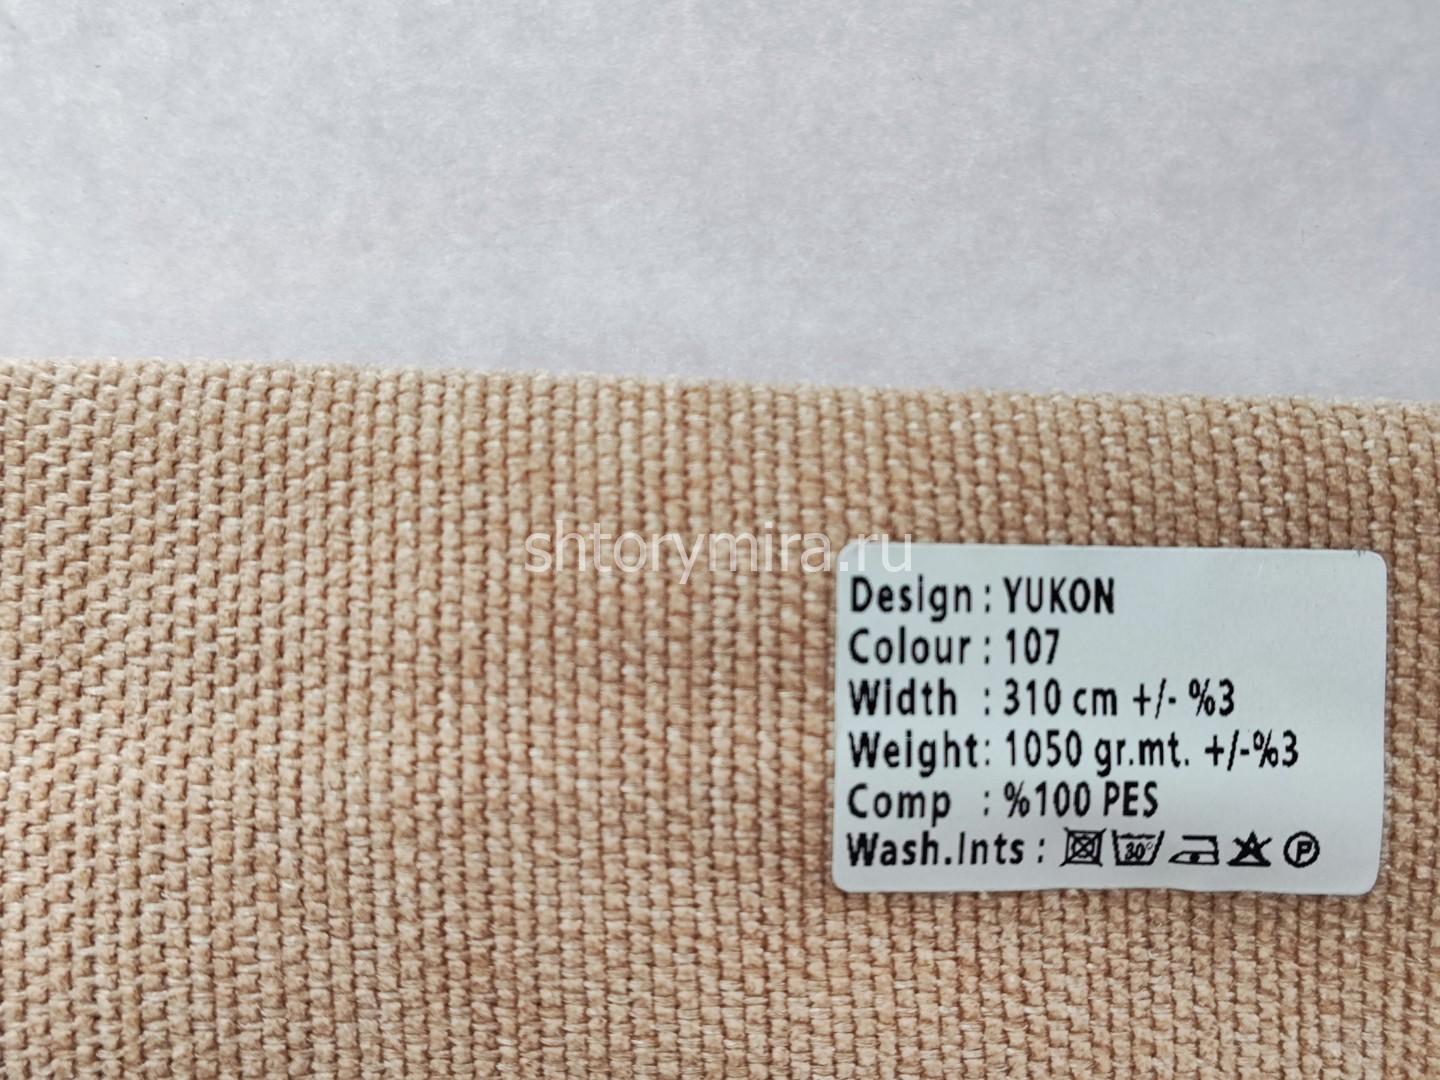 shtorymira.ru
Design : YUKON
Colour : 107
Width : 310 cm +/- %3
Weight: 1050 gr.mt. +/-%3
Comp : %100 PES
Wash.Ints : 30° P